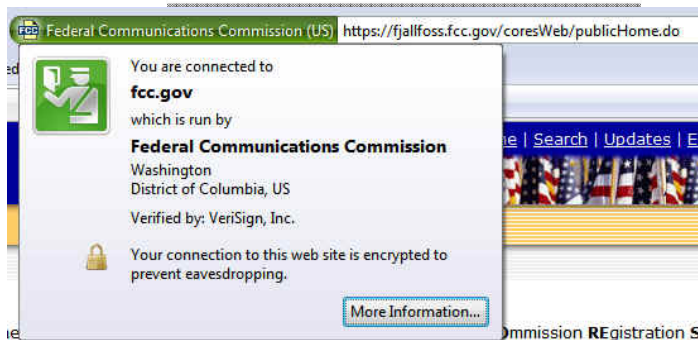 FCC Federal Communications Commission (US) https://fjallfoss.fcc.gov/coresWeb/publicHome.do
You are connected to
fcc.gov
which is run by
Federal Communications Commission
| Search | Updates |
Washington
District of Columbia, US
Verified by: VeriSign, Inc.
Your connection to this web site is encrypted to
prevent eavesdropping.
More Information...
REgistration